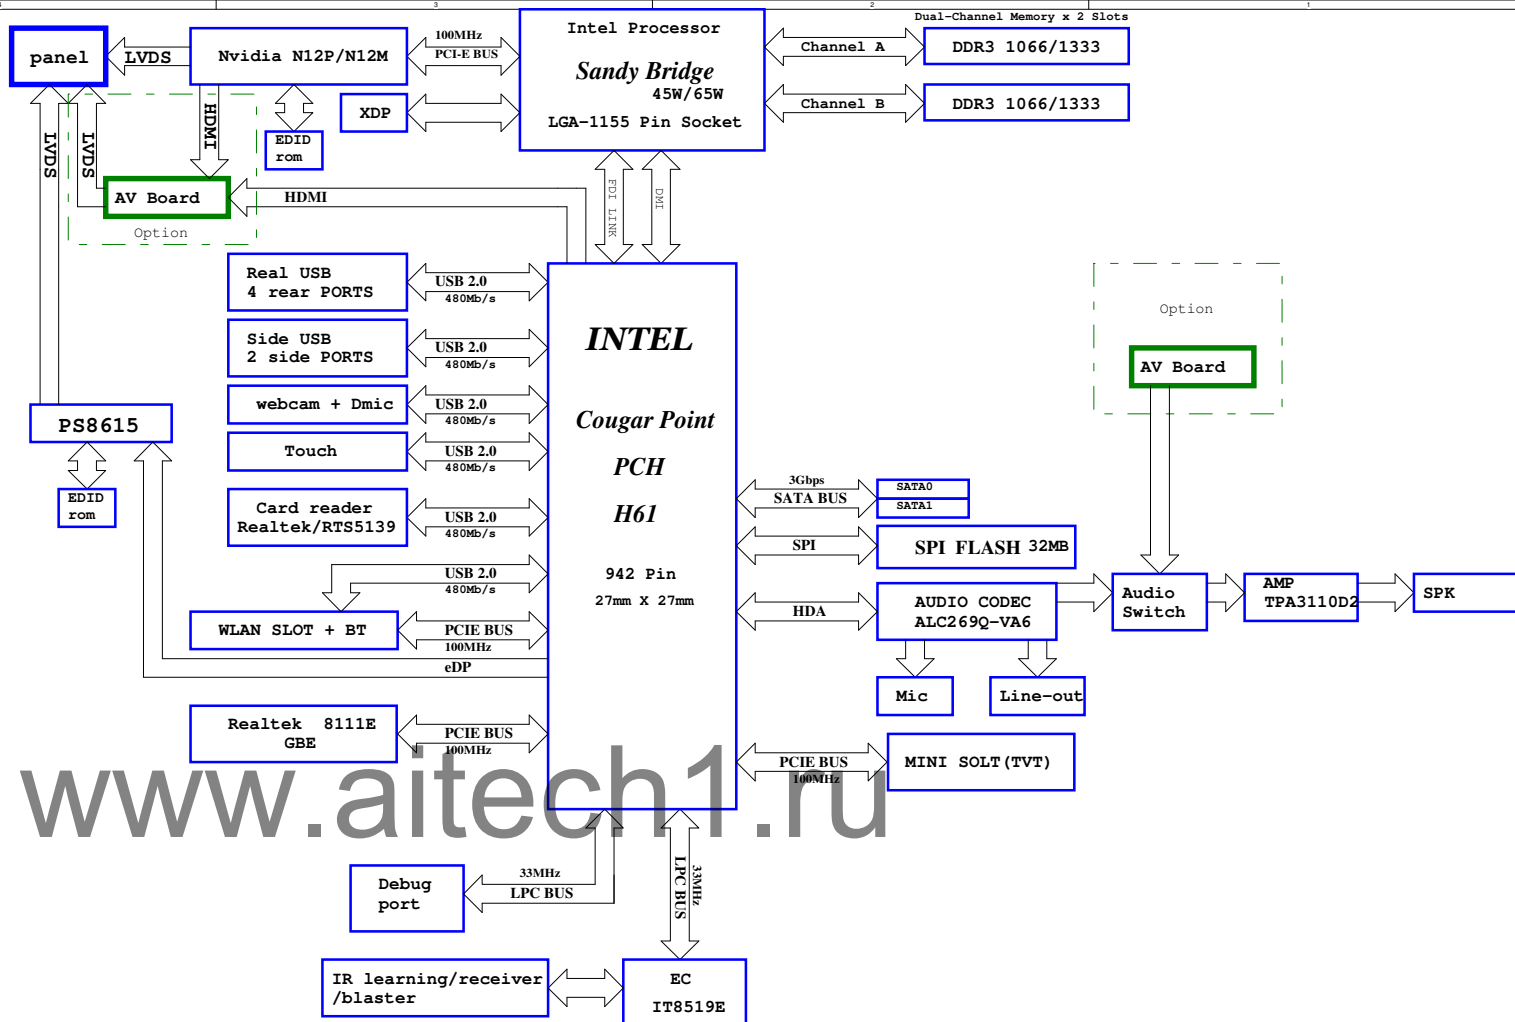 4
3
2
1
Dual-Channel Memory x 2 Slots
panel
LVDS
Nvidia N12P/N12M
100MHz
PCI-E BUS
Intel Processor
Sandy Bridge
45W/65W
LGA-1155 Pin Socket
Channel A
DDR3 1066/1333
Channel B
DDR3 1066/1333
XDP
EDID
rom
HDMI
LVDS
LVDS
AV Board
Option
HDMI
FDI LINK
DMI
Real USB
4 rear PORTS
USB 2.0
480Mb/s
Side USB
2 side PORTS
USB 2.0
480Mb/s
webcam + Dmic
USB 2.0
480Mb/s
Touch
USB 2.0
480Mb/s
Card reader
Realtek/RTS5139
USB 2.0
480Mb/s
USB 2.0
480Mb/s
WLAN SLOT + BT
PCIE BUS
100MHz
eDP
Realtek 8111E
GBE
PCIE BUS
100MHz
PS8615
EDID
rom
INTEL
Cougar Point
PCH
H61
942 Pin
27mm X 27mm
Option
AV Board
3Gbps
SATA BUS
SATA0
SATA1
SPI
SPI FLASH 32MB
HDA
AUDIO CODEC
ALC269Q-VA6
Audio
Switch
AMP
TPA3110D2
SPK
Mic
Line-out
PCIE BUS
100MHz
MINI SOLT(TVT)
www.aitech1.ru
Debug
port
33MHz
LPC BUS
33MHz
LPC BUS
IR learning/receiver
/blaster
EC
IT8519E